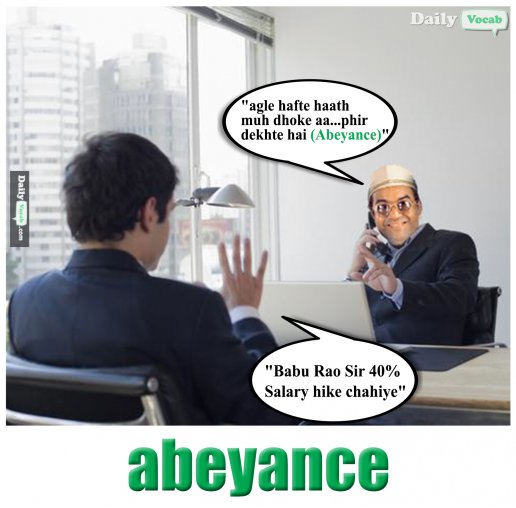 Daily Vocab
"agle hafte haath
muh dhoke aa...phir
dekhte hai (Abeyance)"
Daily Vocab.com
"Babu Rao Sir 40%
Salary hike chahiye"
abeyance